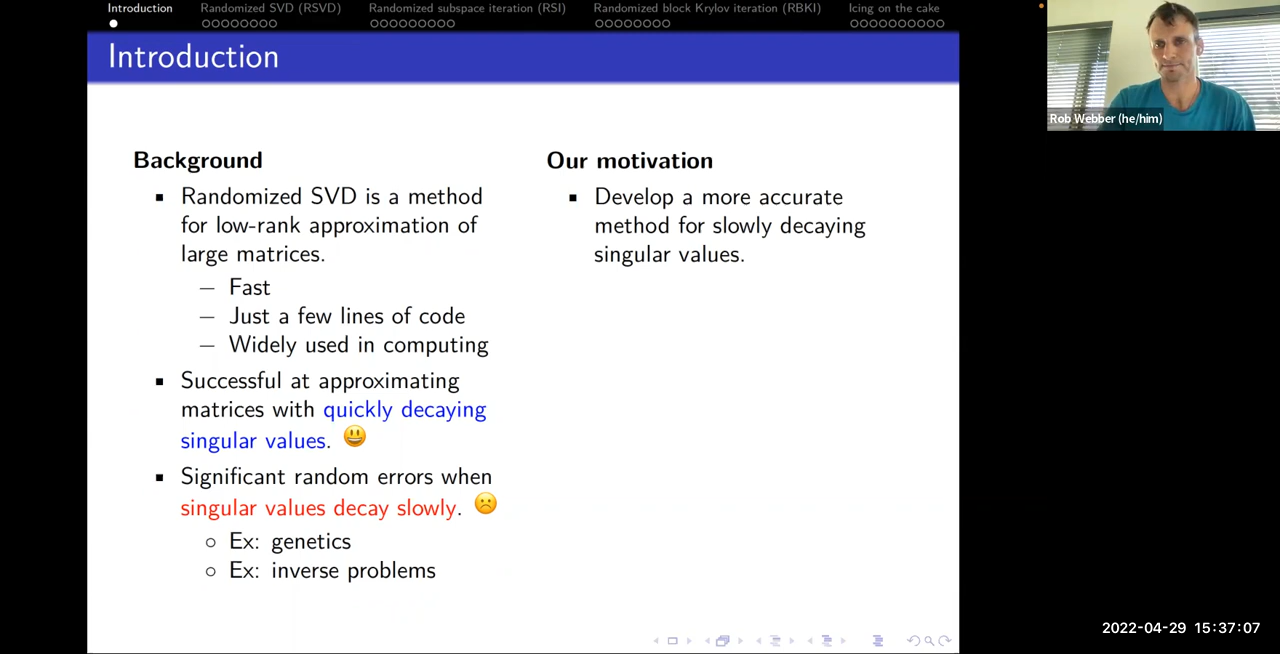 Introduction Randomized SVD (RSVD) Randomized subspace iteration (RSI) Randomized block Krylov iteration (RBKI) Icing on the cake
Introduction
Background
▪ Randomized SVD is a method
for low-rank approximation of
large matrices.
– Fast
– Just a few lines of code
– Widely used in computing
▪ Successful at approximating
matrices with quickly decaying
singular values. 😃
▪ Significant random errors when
singular values decay slowly. ☹️
○ Ex: genetics
○ Ex: inverse problems
Our motivation
▪ Develop a more accurate
method for slowly decaying
singular values.
Rob Webber (he/him)
2022-04-29 15:37:07